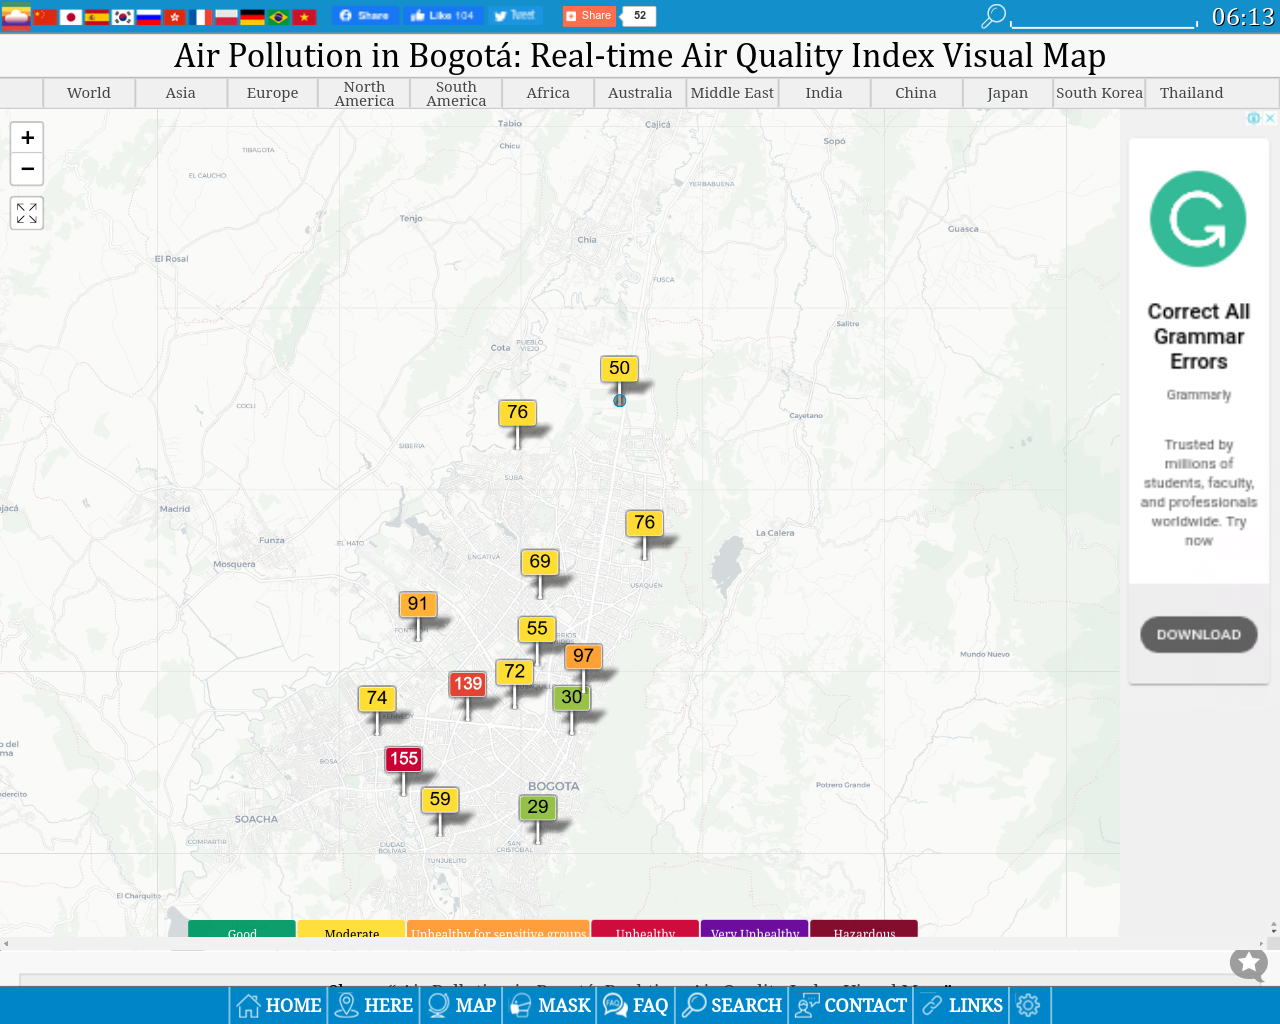 Share
Like 104
Tweet
Share
52
06:13
Air Pollution in Bogotá: Real-time Air Quality Index Visual Map
World
Asia
Europe
North America
South America
Africa
Australia
Middle East
India
China
Japan
South Korea
Thailand
+
−
Tabio
Cajicá
Chicu
Sopó
TIBAGOTA
EL CAUCHO
YERBABUENA
Tenjo
Guasca
Chía
El Rosal
FUSCA
Salitre
Cota
PUEBLO VIEJO
50
COCLI
76
Cayetano
SIBERIA
SUBA
Madrid
76
La Calera
Funza
EL HATO
ENGATIVA
Mosquera
69
USAQUEN
91
55
97
Mundo Nuevo
72
139
30
74
KENNEDY
155
BOSA
Potrero Grande
BOGOTA
59
29
SOACHA
COMPARTIR
CIUDAD BOLIVAR
SAN CRISTOBAL
TUNJUELITO
El Charquito
Good
Moderate
Unhealthy for sensitive groups
Unhealthy
Very Unhealthy
Hazardous
Correct All
Grammar
Errors
Grammarly
Trusted by
millions of
students, faculty,
and professionals
worldwide. Try
now
DOWNLOAD
HOME
HERE
MAP
MASK
FAQ
SEARCH
CONTACT
LINKS